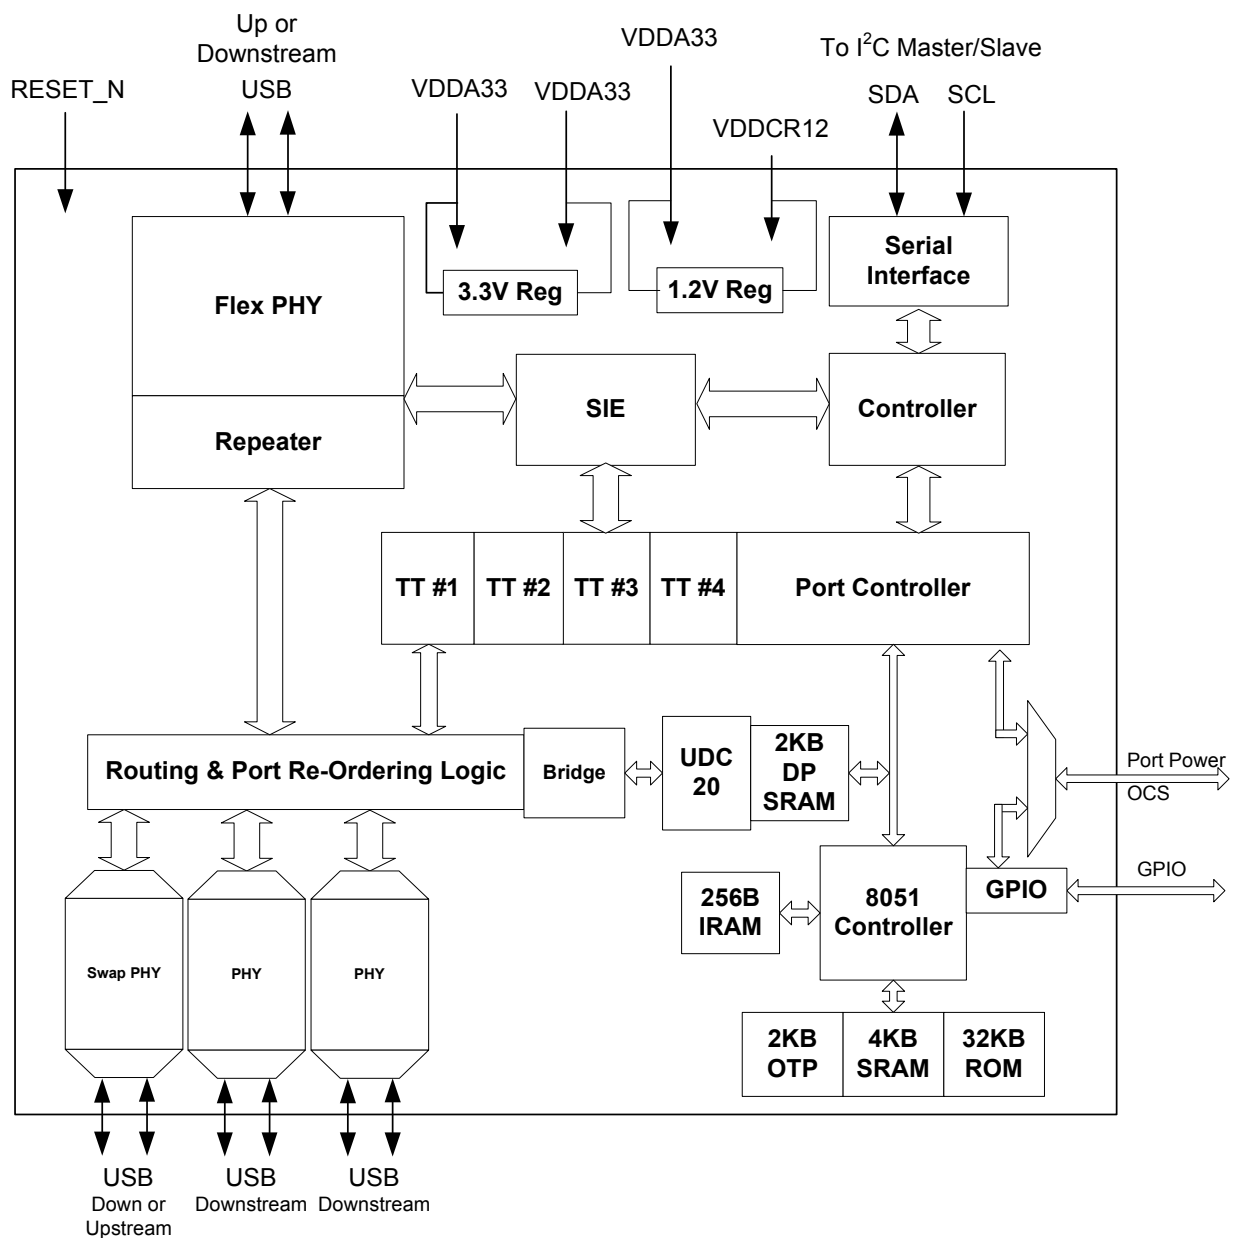 Up or
Downstream
USB
RESET_N
VDDA33
VDDA33
VDDA33
VDDCR12
To I²C Master/Slave
SDA
SCL
Flex PHY
3.3V Reg
1.2V Reg
Serial
Interface
SIE
Controller
Repeater
TT #1
TT #2
TT #3
TT #4
Port Controller
Routing & Port Re-Ordering Logic
Bridge
UDC
20
2KB
DP
SRAM
Port Power
OCS
GPIO
Swap PHY
PHY
PHY
256B
IRAM
8051
Controller
GPIO
2KB
OTP
4KB
SRAM
32KB
ROM
USB
Down or
Upstream
USB
Downstream
USB
Downstream